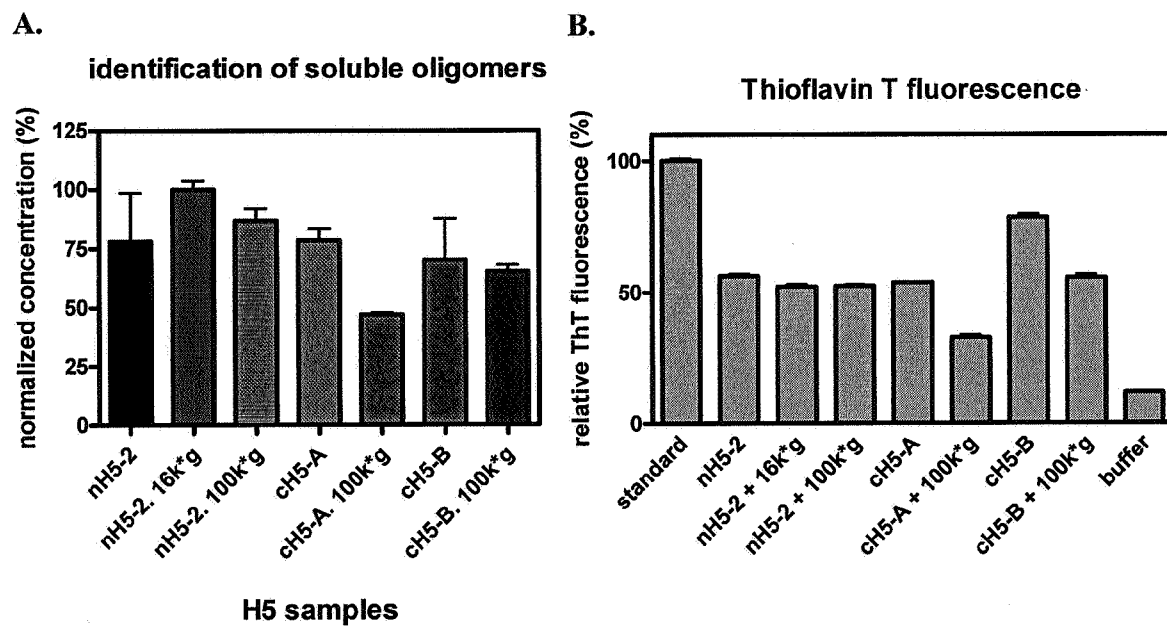 A.
identification of soluble oligomers
normalized concentration (%)
125
100
75
50
25
0
nH5-2
nH5-2. 16k*g
nH5-2. 100k*g
cH5-A
cH5-A. 100k*g
cH5-B
cH5-B. 100k*g
H5 samples
B.
Thioflavin T fluorescence
relative ThT fluorescence (%)
100
50
0
standard
nH5-2
nH5-2 + 16k*g
nH5-2 + 100k*g
cH5-A
cH5-A + 100k*g
cH5-B
cH5-B + 100k*g
buffer